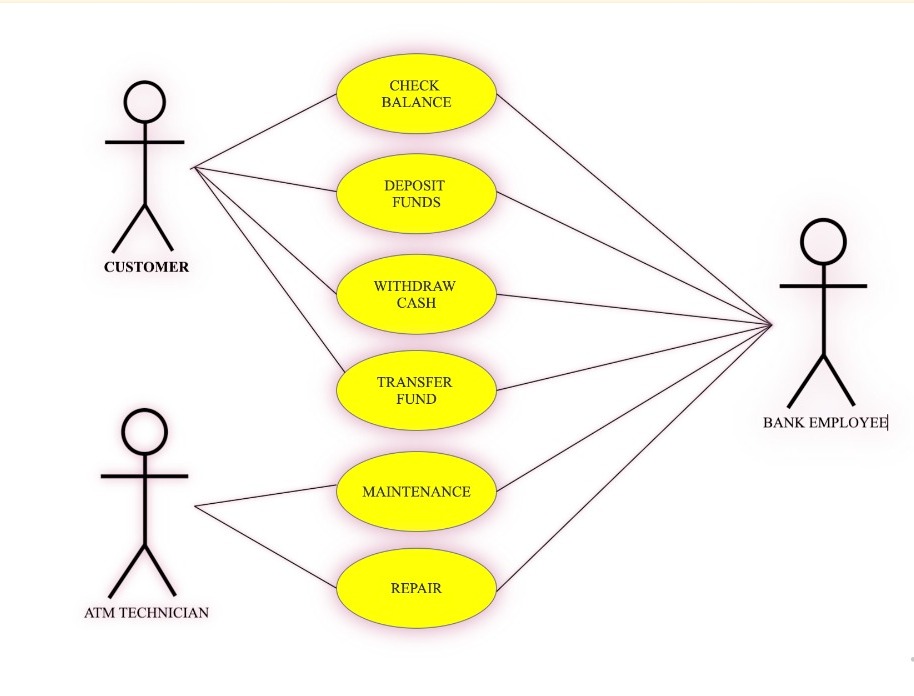 CHECK
BALANCE
DEPOSIT
FUNDS
CUSTOMER
WITHDRAW
CASH
TRANSFER
FUND
BANK EMPLOYEE
MAINTENANCE
REPAIR
ATM TECHNICIAN